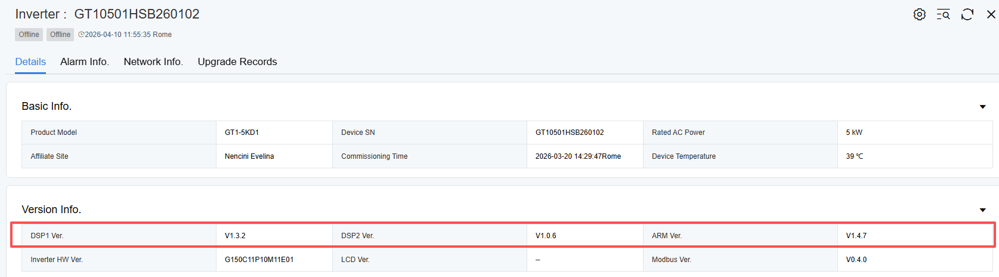 Inverter : GT10501HSB260102
Offline Offline 2026-04-10 11:55:35 Rome
Details Alarm Info. Network Info. Upgrade Records
Basic Info.
Product Model GT1-5KD1 Device SN GT10501HSB260102 Rated AC Power 5 kW
Affiliate Site Nencini Evelina Commissioning Time 2026-03-20 14:29:47Rome Device Temperature 39 ℃
Version Info.
DSP1 Ver. V1.3.2 DSP2 Ver. V1.0.6 ARM Ver. V1.4.7
Inverter HW Ver. G150C11P10M11E01 LCD Ver. -- Modbus Ver. V0.4.0